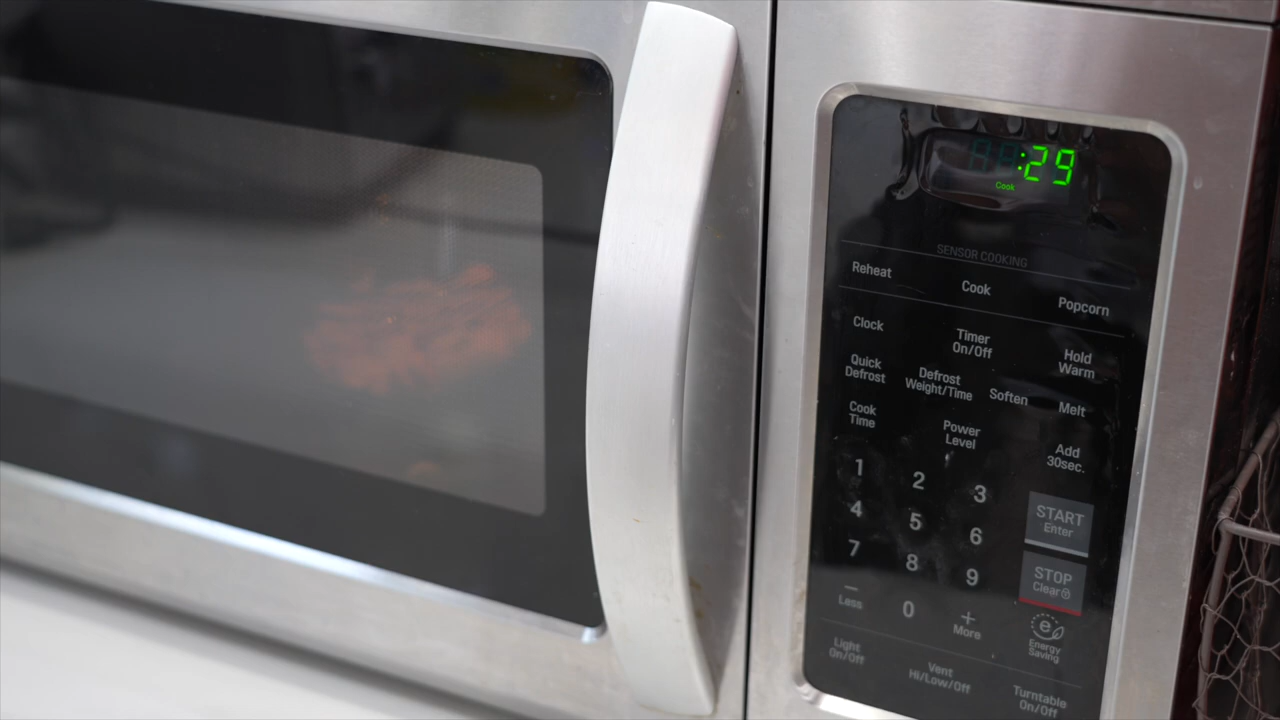 :29
Cook
SENSOR COOKING
Reheat
Cook
Popcorn
Clock
Timer
On/Off
Hold
Warm
Quick
Defrost
Defrost
Weight/Time
Soften
Melt
Cook
Time
Power
Level
Add
30sec.
1
2
3
4
5
6
7
8
9
START
Enter
STOP
Clear
−
Less
0
+
More
e
Energy
Saving
Light
On/Off
Vent
Hi/Low/Off
Turntable
On/Off